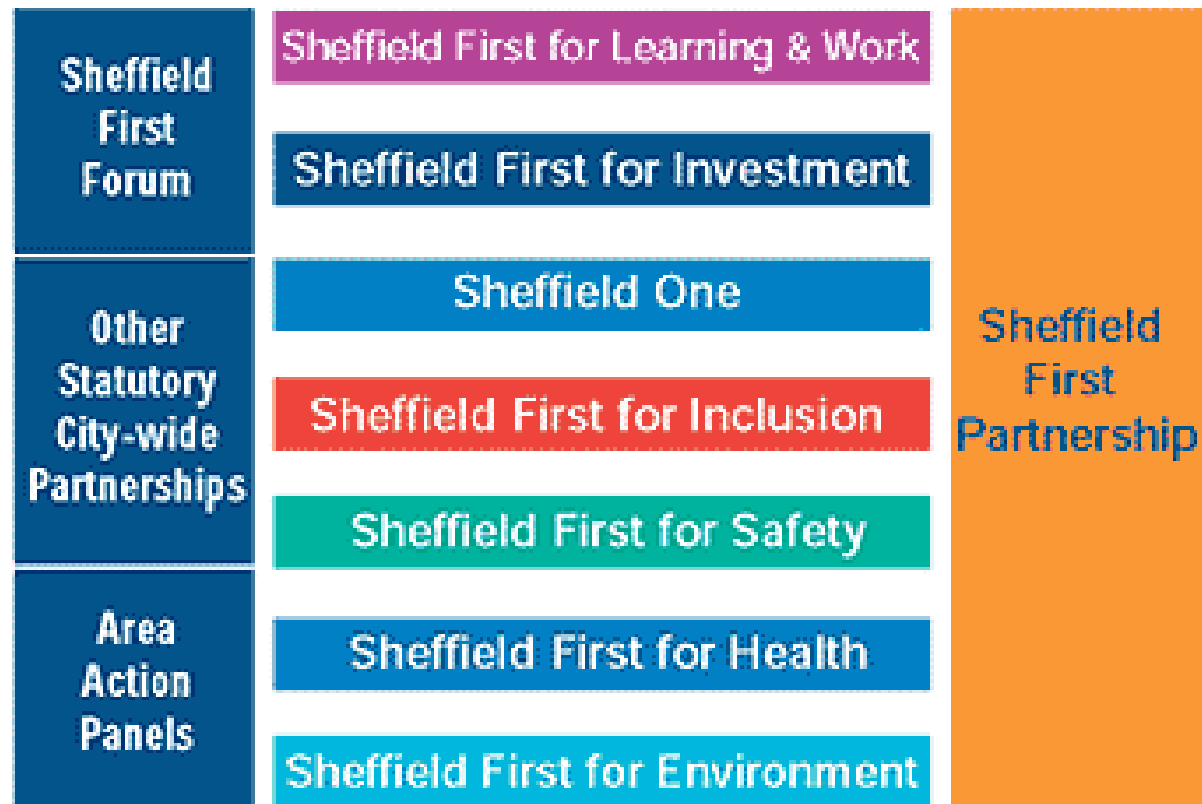 Sheffield
First
Forum
Other
Statutory
City-wide
Partnerships
Area
Action
Panels
Sheffield First for Learning & Work
Sheffield First for Investment
Sheffield One
Sheffield First for Inclusion
Sheffield First for Safety
Sheffield First for Health
Sheffield First for Environment
Sheffield
First
Partnership